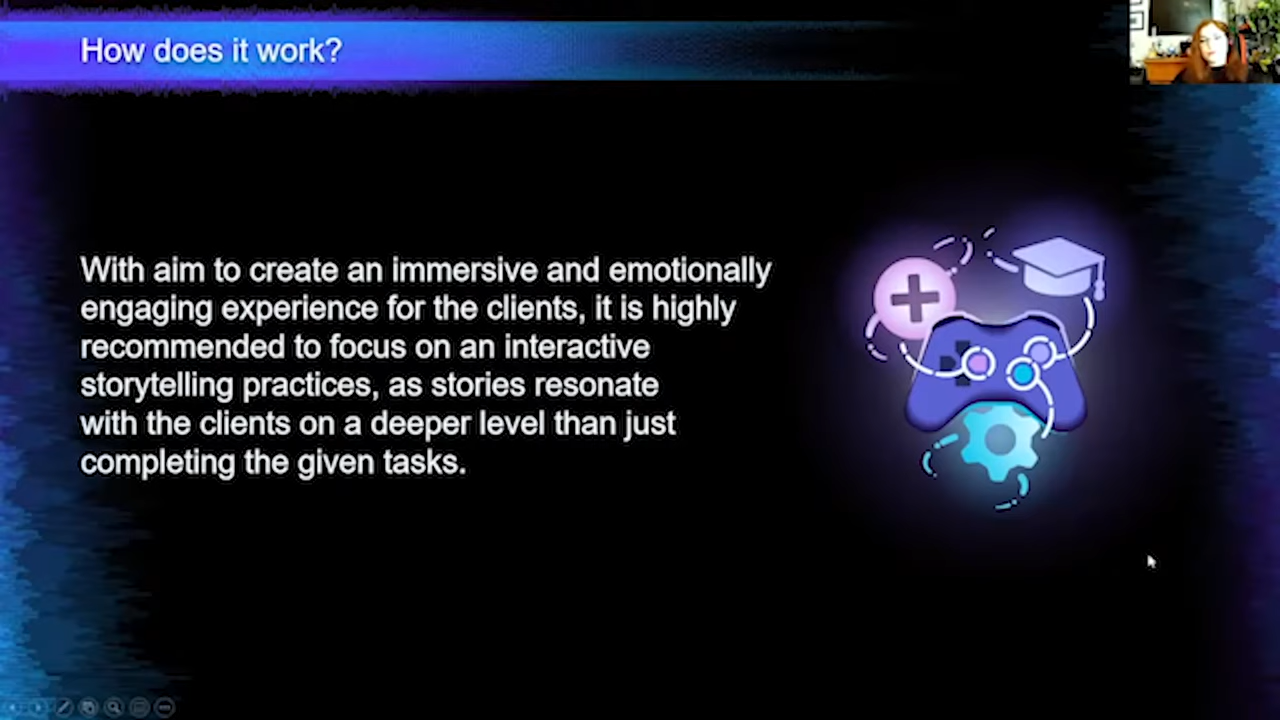 How does it work?
With aim to create an immersive and emotionally
engaging experience for the clients, it is highly
recommended to focus on an interactive
storytelling practices, as stories resonate
with the clients on a deeper level than just
completing the given tasks.